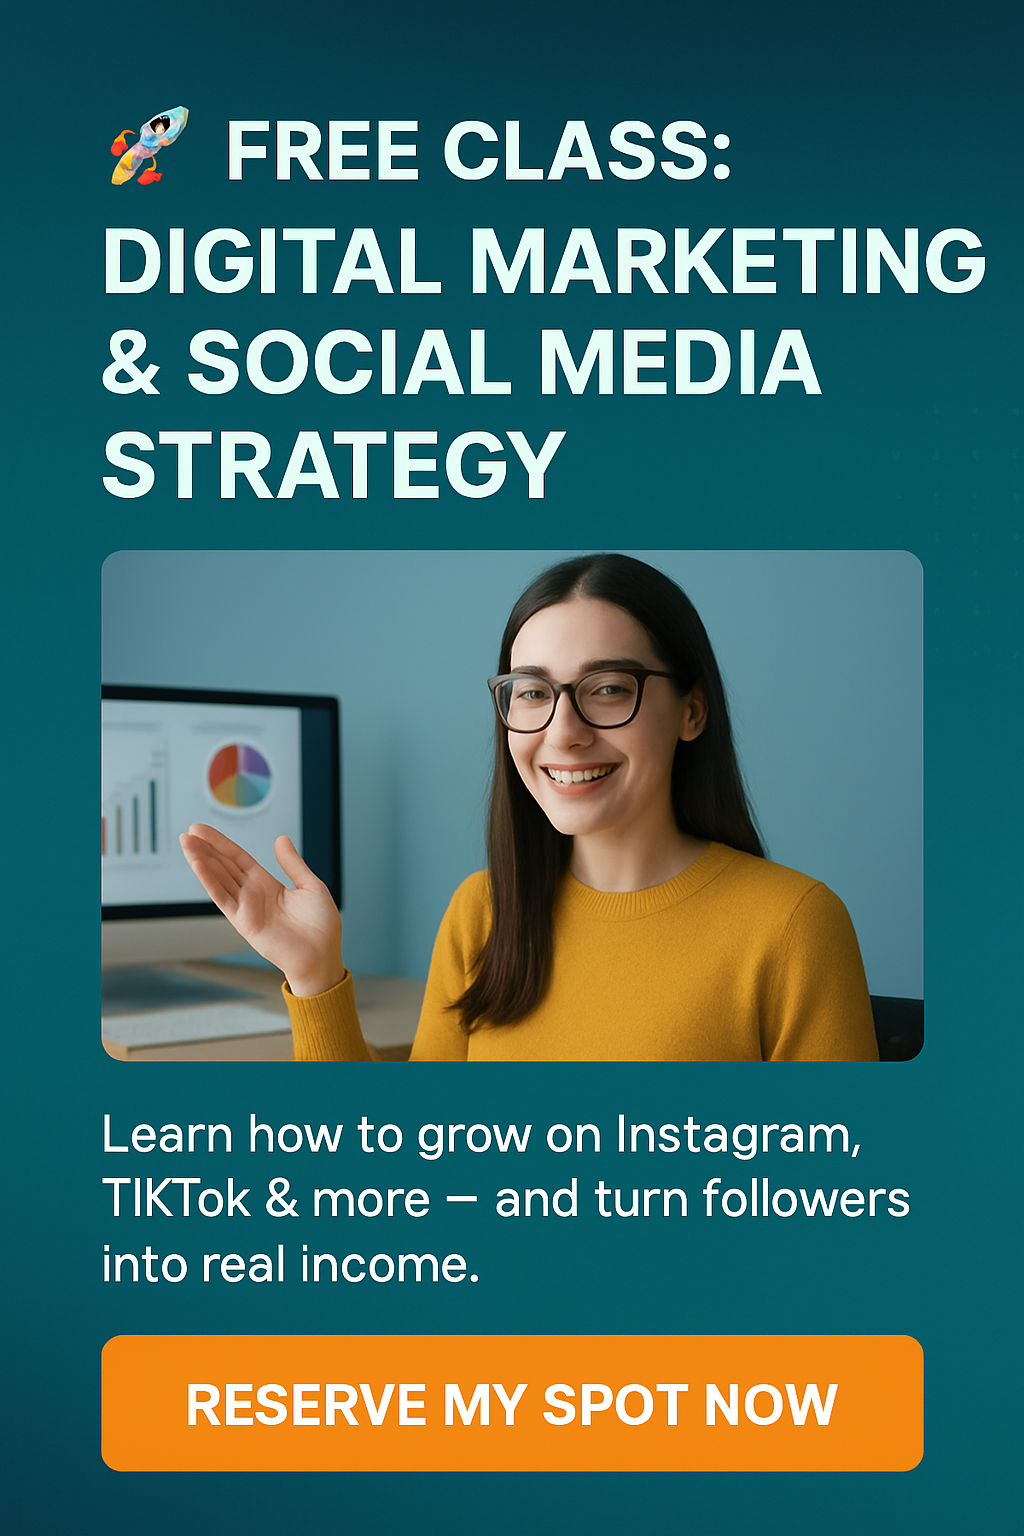 FREE CLASS:
DIGITAL MARKETING
& SOCIAL MEDIA
STRATEGY
Learn how to grow on Instagram,
TIKTok & more – and turn followers
into real income.
RESERVE MY SPOT NOW